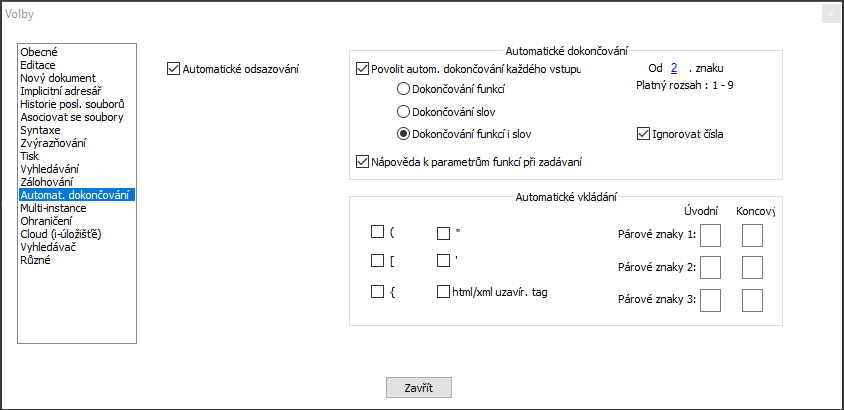 Volby
Obecné
Editace
Nový dokument
Implicitní adresář
Historie posl. souborů
Asociovat se soubory
Syntaxe
Zvýrazňování
Tisk
Vyhledávání
Zálohování
Automat. dokončování
Multi-instance
Ohraničení
Cloud (i-úložiště)
Vyhledávač
Různé
Automatické odsazování
Automatické dokončování
Povolit autom. dokončování každého vstupu
Od 2 . znaku
Platný rozsah : 1 - 9
Dokončování funkcí
Dokončování slov
Dokončování funkcí i slov
Ignorovat čísla
Nápověda k parametrům funkcí při zadávaní
Automatické vkládání
Úvodní Koncový
( " Párové znaky 1:
[ ' Párové znaky 2:
{ html/xml uzavír. tag Párové znaky 3:
Zavřít